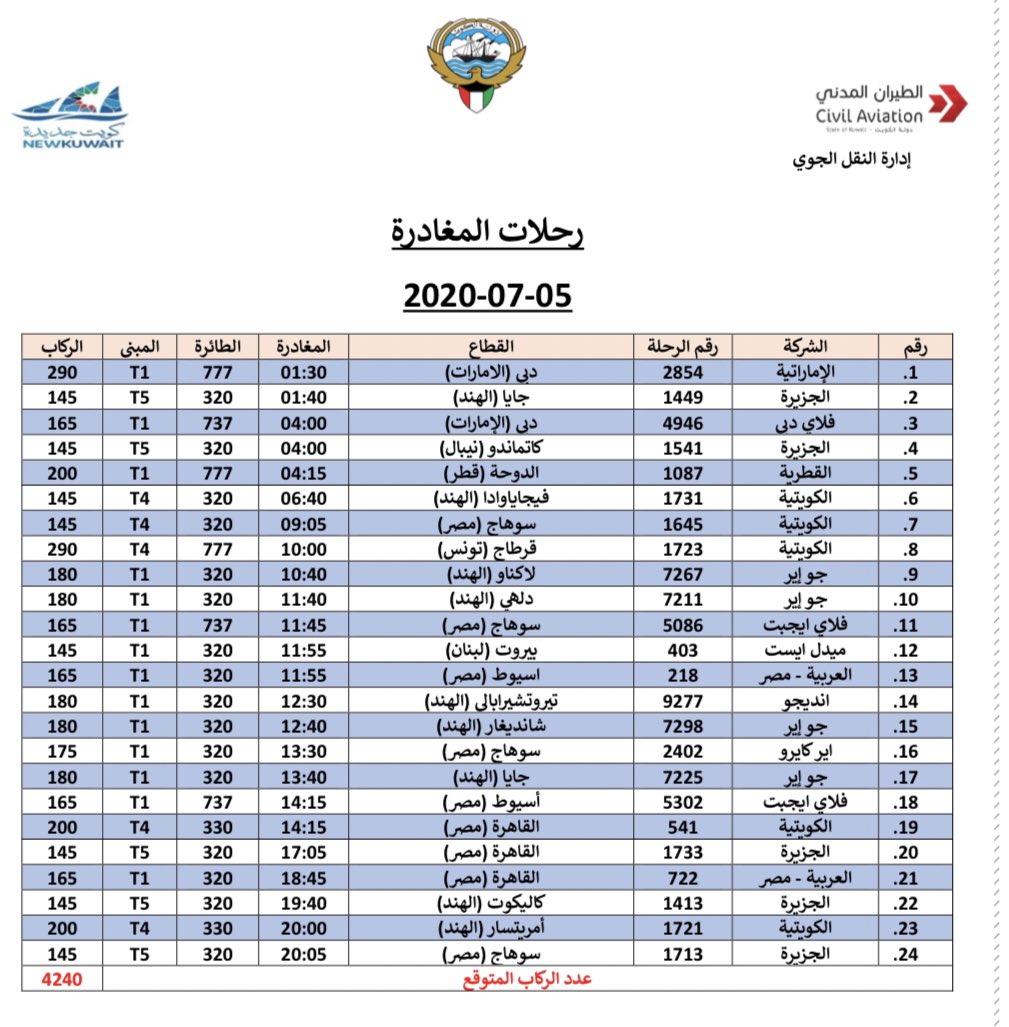 دولة الكويت
كويت جديدة
NEWKUWAIT
الطيران المدني
Civil Aviation
State of Kuwait - دولة الكويت
إدارة النقل الجوي
رحلات المغادرة
2020-07-05
رقم الشركة رقم الرحلة القطاع المغادرة الطائرة المبنى الركاب
1. الإماراتية 2854 دبي (الامارات) 01:30 777 T1 290
2. الجزيرة 1449 جايا (الهند) 01:40 320 T5 145
3. فلاي دبي 4946 دبي (الإمارات) 04:00 737 T1 165
4. الجزيرة 1541 كاتماندو (نيبال) 04:00 320 T5 145
5. القطرية 1087 الدوحة (قطر) 04:15 777 T1 200
6. الكويتية 1731 فيجاياوادا (الهند) 06:40 320 T4 145
7. الكويتية 1645 سوهاج (مصر) 09:05 320 T4 145
8. الكويتية 1723 قرطاج (تونس) 10:00 777 T4 290
9. جو إير 7267 لاكناو (الهند) 10:40 320 T1 180
10. جو إير 7211 دلهي (الهند) 11:40 320 T1 180
11. فلاي ايجبت 5086 سوهاج (مصر) 11:45 737 T1 165
12. ميدل ايست 403 بيروت (لبنان) 11:55 320 T1 145
13. العربية - مصر 218 اسيوط (مصر) 11:55 320 T1 165
14. انديجو 9277 تيروتشيرابالي (الهند) 12:30 320 T1 180
15. جو إير 7298 شانديغار (الهند) 12:40 320 T1 180
16. اير كايرو 2402 سوهاج (مصر) 13:30 320 T1 175
17. جو إير 7225 جايا (الهند) 13:40 320 T1 180
18. فلاي ايجبت 5302 أسيوط (مصر) 14:15 737 T1 165
19. الكويتية 541 القاهرة (مصر) 14:15 330 T4 200
20. الجزيرة 1733 القاهرة (مصر) 17:05 320 T5 145
21. العربية - مصر 722 القاهرة (مصر) 18:45 320 T1 165
22. الجزيرة 1413 كاليكوت (الهند) 19:40 320 T5 145
23. الكويتية 1721 أمريتسار (الهند) 20:00 330 T4 200
24. الجزيرة 1713 سوهاج (مصر) 20:05 320 T5 145
عدد الركاب المتوقع 4240